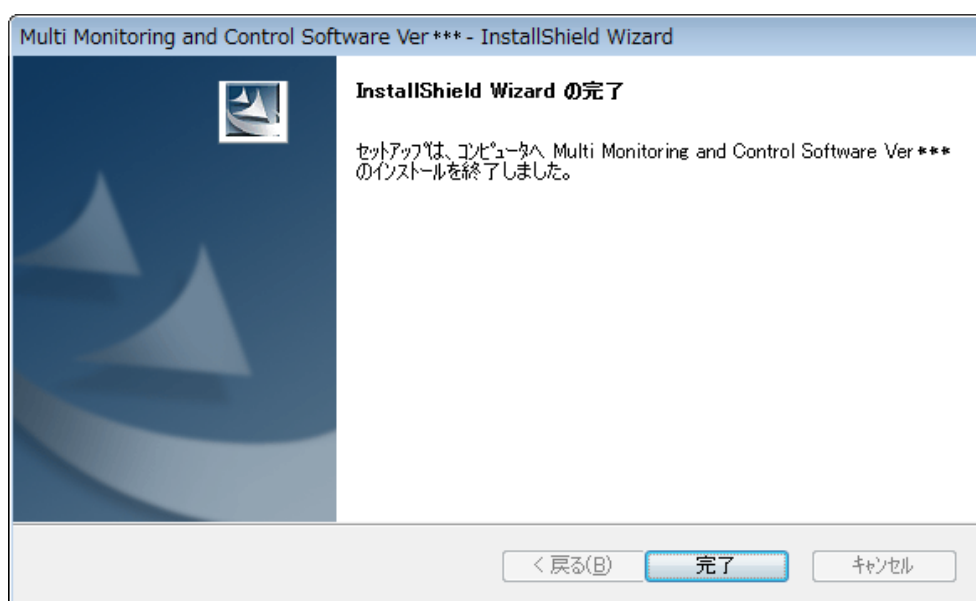 Multi Monitoring and Control Software Ver*** - InstallShield Wizard
InstallShield Wizard の完了
セットアップは、コンピュータへ Multi Monitoring and Control Software Ver***
のインストールを終了しました。
< 戻る(B)
完了
キャンセル